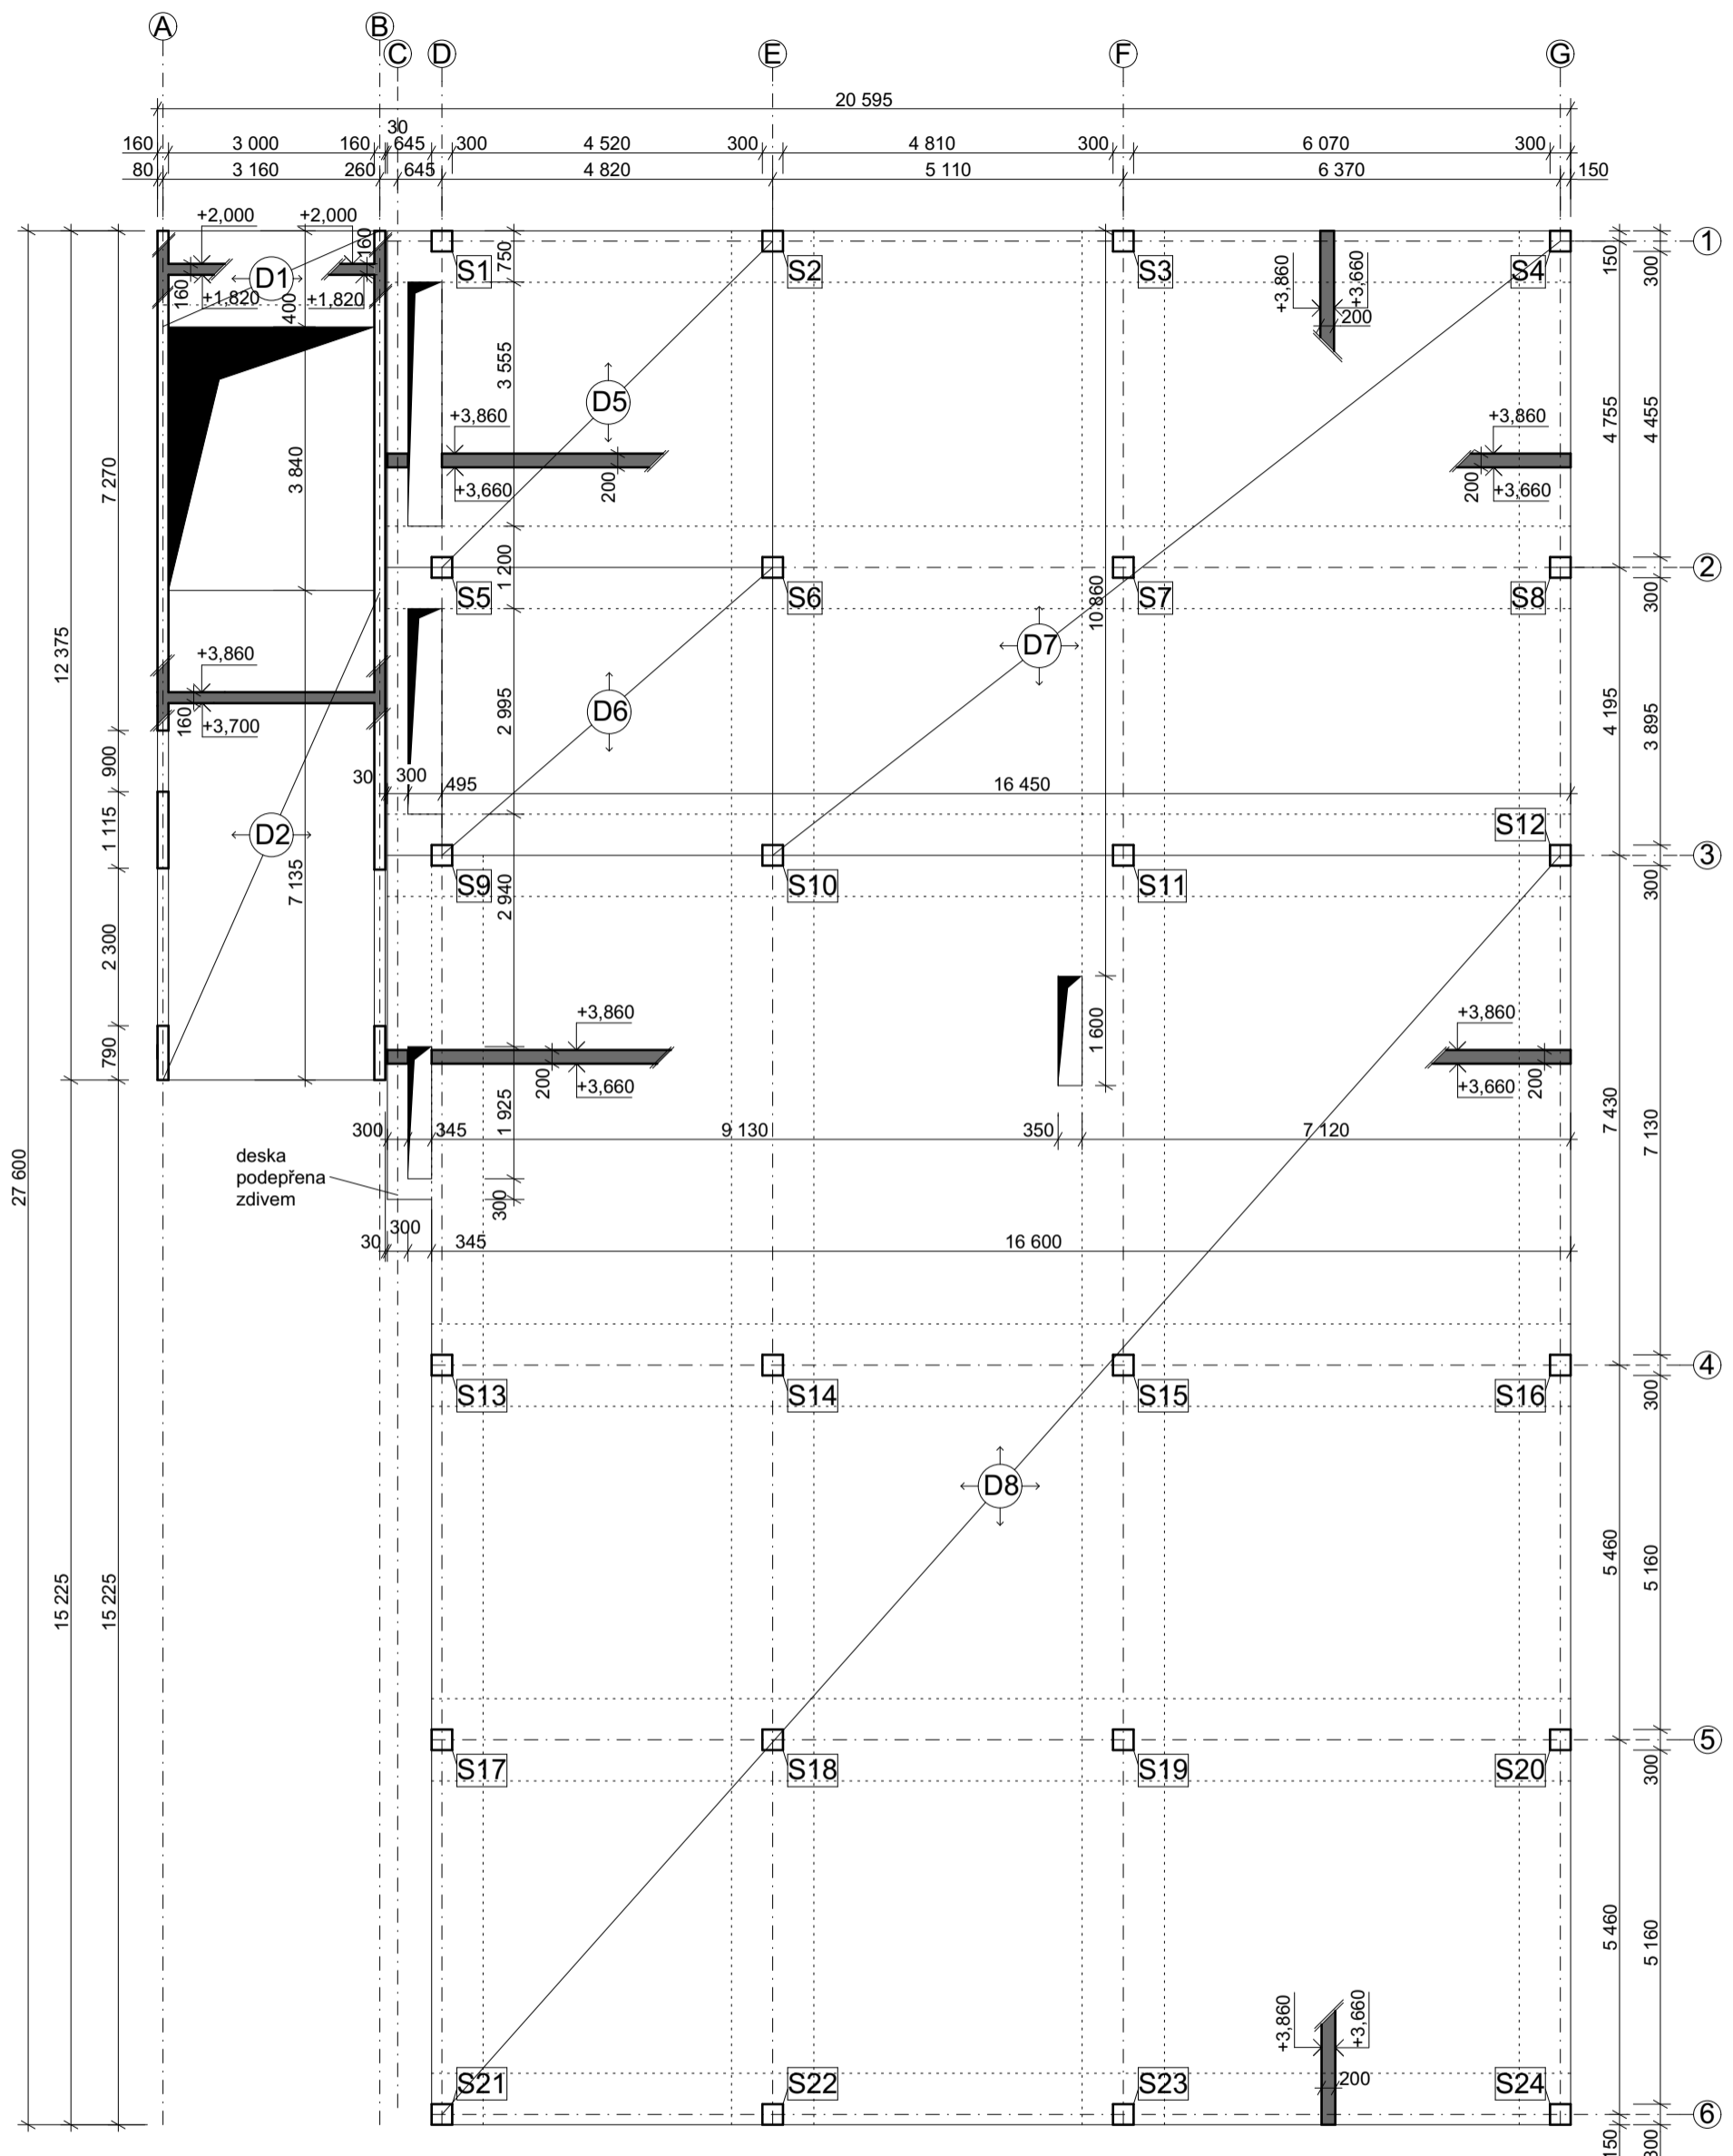 A
B
C
D
E
F
G
20 595
30
160
3 000
160
645
300
4 520
300
4 810
300
6 070
300
80
3 160
260
645
4 820
5 110
6 370
150
+2,000
+2,000
160
D1
160
+1,820
+1,820
400
750
S1
S2
S3
S4
1
150
300
+3,860
+3,660
200
3 555
D5
+3,860
+3,660
200
+3,860
+3,660
200
4 755
4 455
7 270
3 840
1 200
S5
S6
S7
S8
2
300
10 860
D7
12 375
+3,860
160
+3,700
2 995
D6
4 195
3 895
900
30
300
495
16 450
1 115
D2
S12
3
S9
S10
S11
300
7 135
2 940
2 300
+3,860
+3,660
200
1 600
+3,860
+3,660
200
790
1 925
7 430
7 130
300
345
9 130
350
7 120
deska
podepřena
zdivem
27 600
300
300
30
345
16 600
S13
S14
S15
S16
4
300
D8
15 225
15 225
5 460
5 160
S17
S18
S19
S20
5
300
5 460
5 160
+3,860
+3,660
200
S21
S22
S23
S24
6
150
300